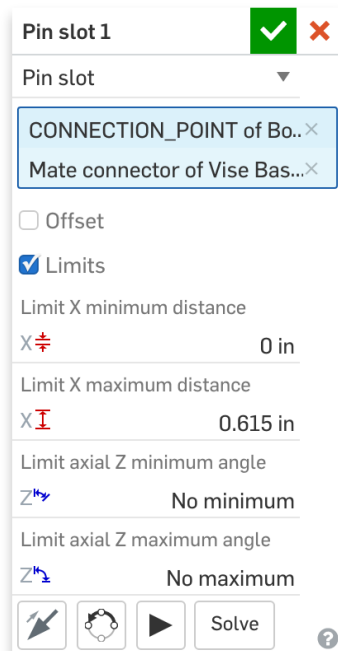 Pin slot 1
Pin slot
CONNECTION_POINT of Bo..
Mate connector of Vise Bas...
Offset
Limits
Limit X minimum distance
X 0 in
Limit X maximum distance
X 0.615 in
Limit axial Z minimum angle
Z No minimum
Limit axial Z maximum angle
Z No maximum
Solve
?